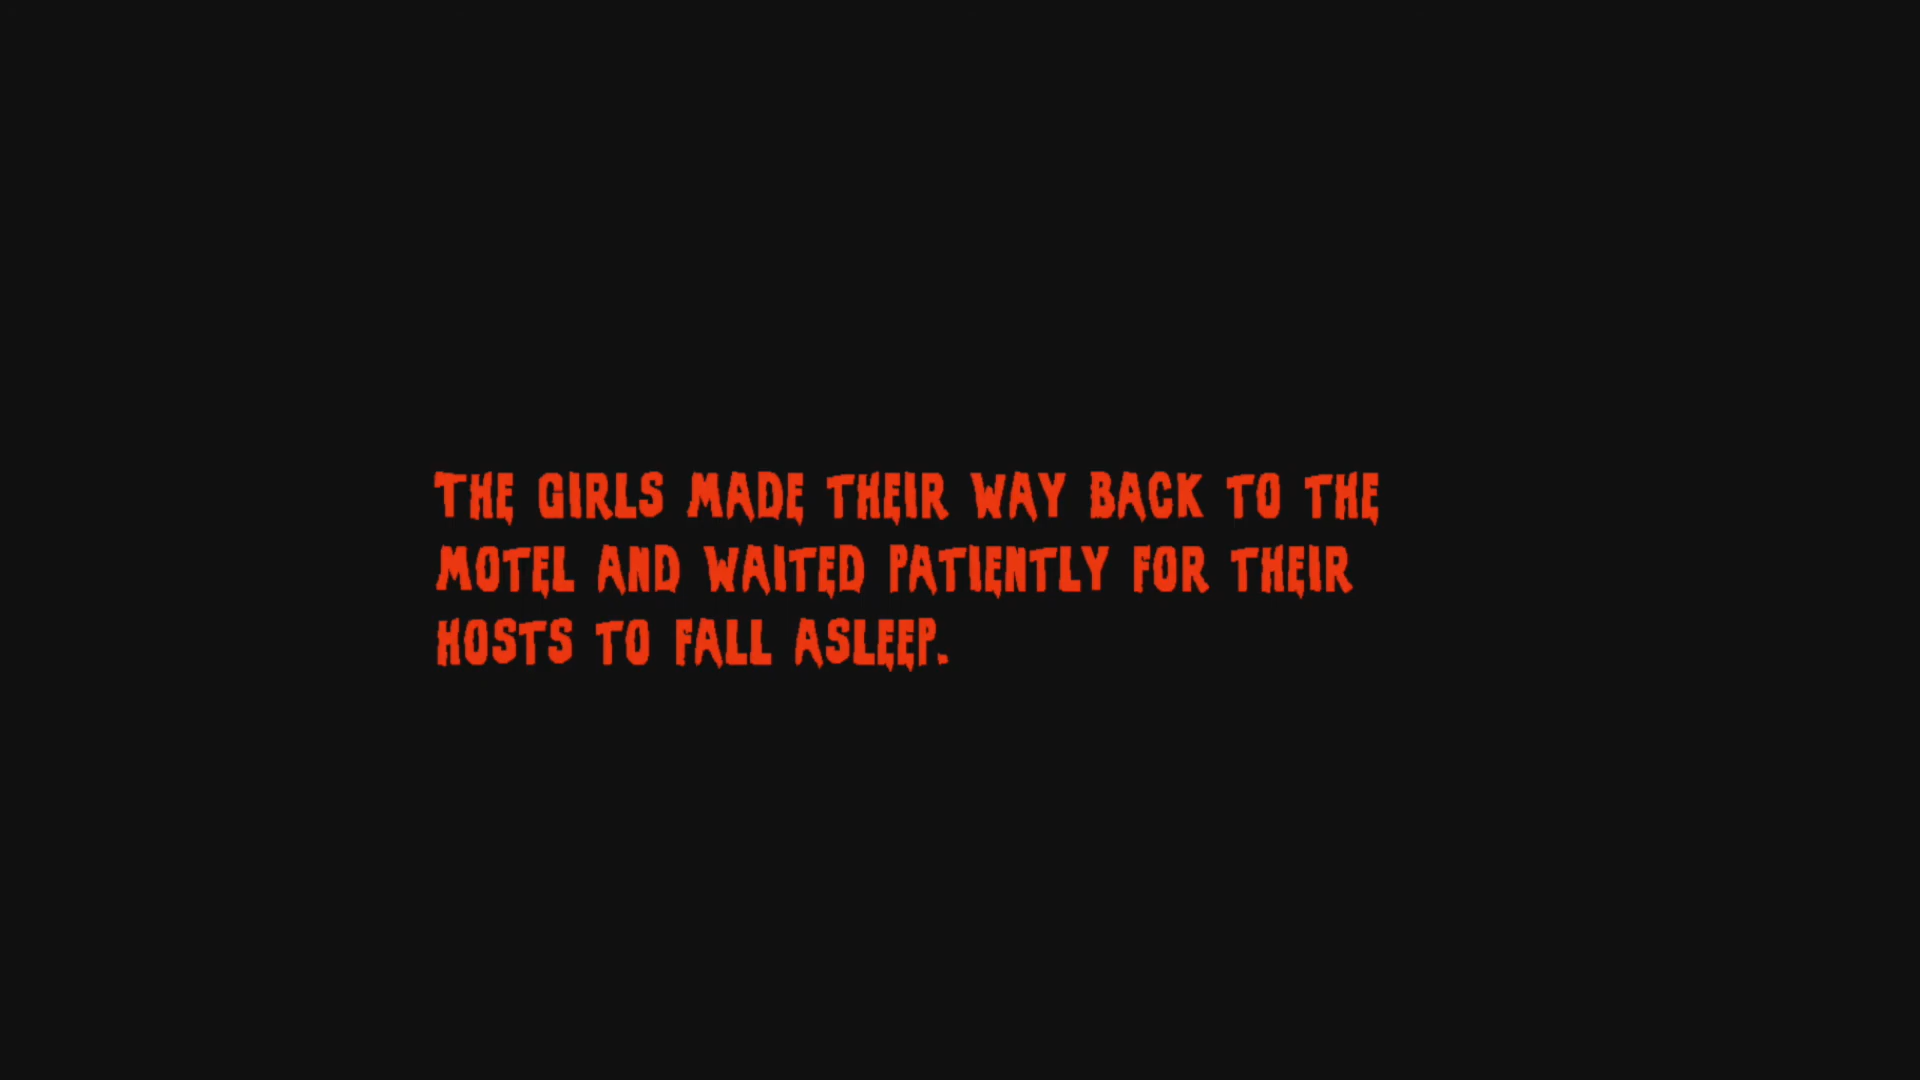 THE GIRLS MADE THEIR WAY BACK TO THE
MOTEL AND WAITED PATIENTLY FOR THEIR
HOSTS TO FALL ASLEEP.